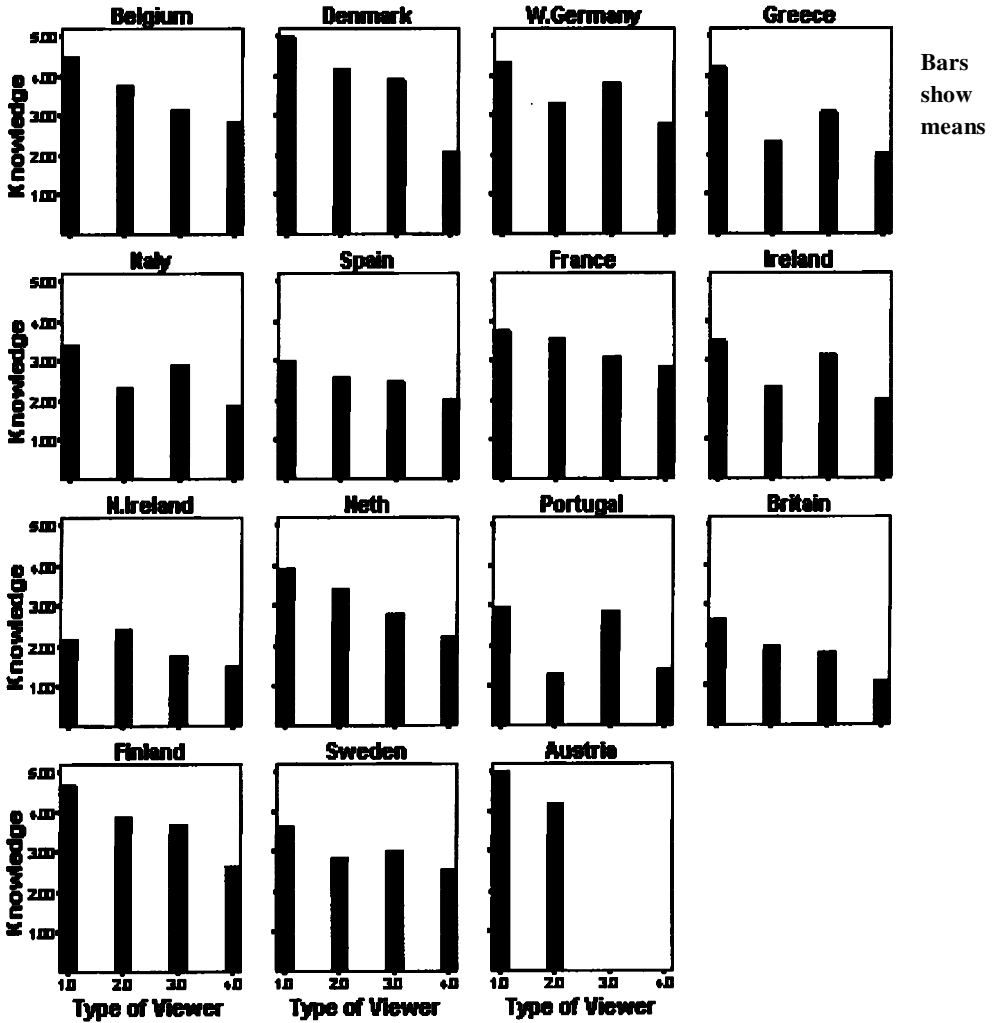 Belgium Denmark W.Germany Greece
Bars
show
means
Knowledge
5.00
4.00
3.00
2.00
1.00
Italy Spain France Ireland
Knowledge
5.00
4.00
3.00
2.00
1.00
N.Ireland Neth Portugal Britain
Knowledge
5.00
4.00
3.00
2.00
1.00
Finland Sweden Austria
Knowledge
5.00
4.00
3.00
2.00
1.00
1.0 2.0 3.0 4.0 1.0 2.0 3.0 4.0 1.0 2.0 3.0 4.0
Type of Viewer Type of Viewer Type of Viewer